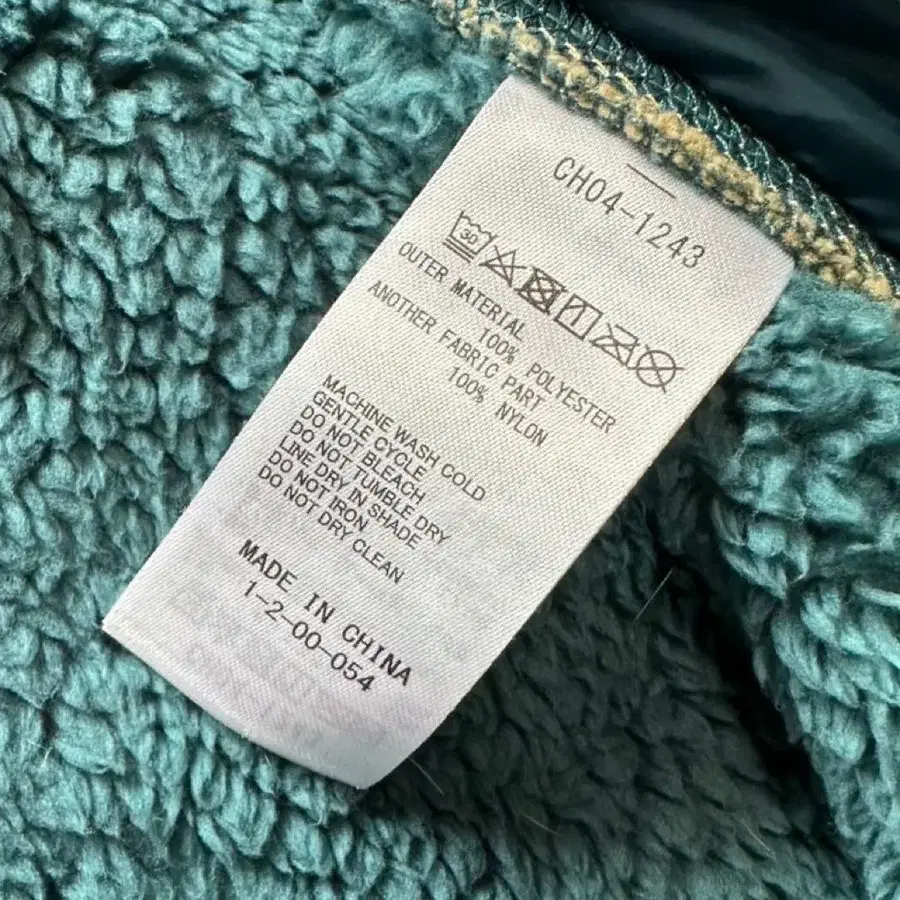 CH04-1243
30
OUTER MATERIAL
100% POLYESTER
ANOTHER FABRIC PART
100% NYLON
MACHINE WASH COLD
GENTLE CYCLE
DO NOT BLEACH
DO NOT TUMBLE DRY
LINE DRY IN SHADE
DO NOT IRON
DO NOT DRY CLEAN
MADE IN CHINA
1-2-00-054